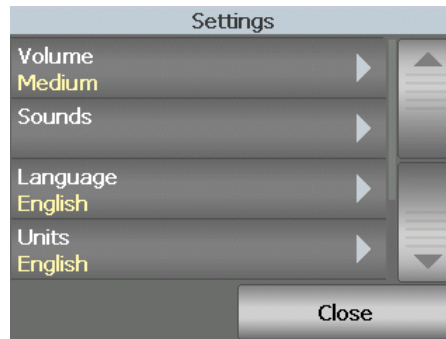 Settings
Volume
Medium
Sounds
Language
English
Units
English
Close